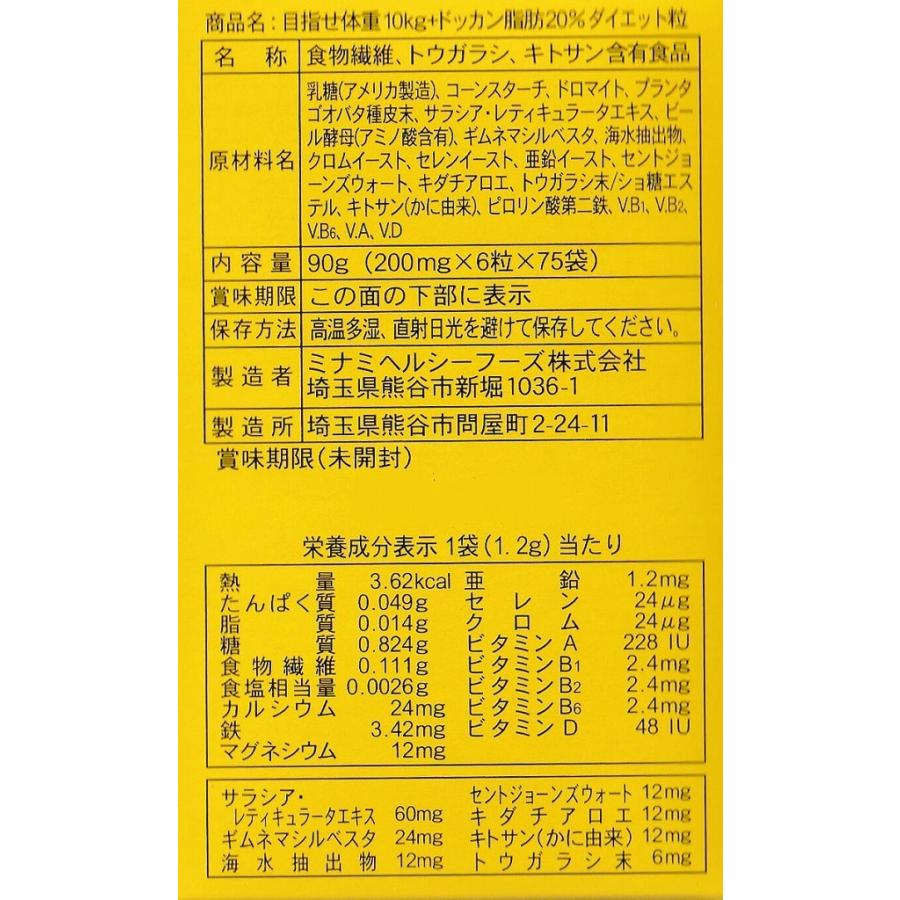 商品名:目指せ体重10kg+ドッカン脂肪20%ダイエット粒
名称 食物繊維、トウガラシ、キトサン含有食品
原材料名
乳糖(アメリカ製造)、コーンスターチ、ドロマイト、プランタ
ゴオバタ種皮末、サラシア・レティキュラータエキス、ビー
ル酵母(アミノ酸含有)、ギムネマシルベスタ、海水抽出物、
クロムイースト、セレンイースト、亜鉛イースト、セントジョ
ーンズウォート、キダチアロエ、トウガラシ末/ショ糖エス
テル、キトサン(かに由来)、ピロリン酸第二鉄、V.B1、V.B2、
V.B6、V.A、V.D
内容量 90g(200mg×6粒×75袋)
賞味期限 この面の下部に表示
保存方法 高温多湿、直射日光を避けて保存してください。
製造者 ミナミヘルシーフーズ株式会社
埼玉県熊谷市新堀1036-1
製造所 埼玉県熊谷市問屋町2-24-11
賞味期限(未開封)
栄養成分表示 1袋(1.2g)当たり
熱量 3.62kcal 亜鉛 1.2mg
たんぱく質 0.049g セレン 24μg
脂質 0.014g クロム 24μg
糖質 0.824g ビタミンA 228 IU
食物繊維 0.111g ビタミンB1 2.4mg
食塩相当量 0.0026g ビタミンB2 2.4mg
カルシウム 24mg ビタミンB6 2.4mg
鉄 3.42mg ビタミンD 48 IU
マグネシウム 12mg
サラシア・ セントジョーンズウォート 12mg
レティキュラータエキス 60mg キダチアロエ 12mg
ギムネマシルベスタ 24mg キトサン(かに由来) 12mg
海水抽出物 12mg トウガラシ末 6mg